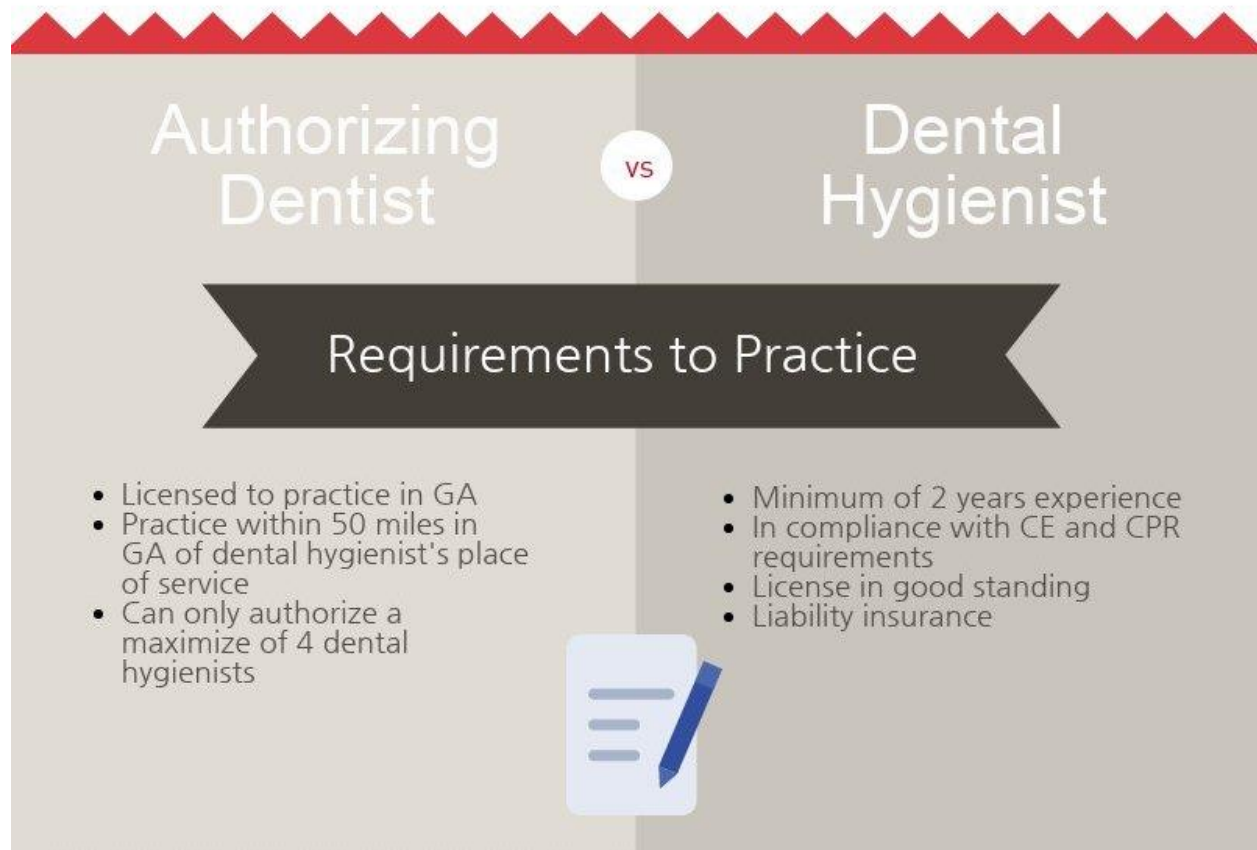 Authorizing
Dentist
vs
Dental
Hygienist
Requirements to Practice
• Licensed to practice in GA
• Practice within 50 miles in
GA of dental hygienist's place
of service
• Can only authorize a
maximize of 4 dental
hygienists
• Minimum of 2 years experience
• In compliance with CE and CPR
requirements
• License in good standing
• Liability insurance